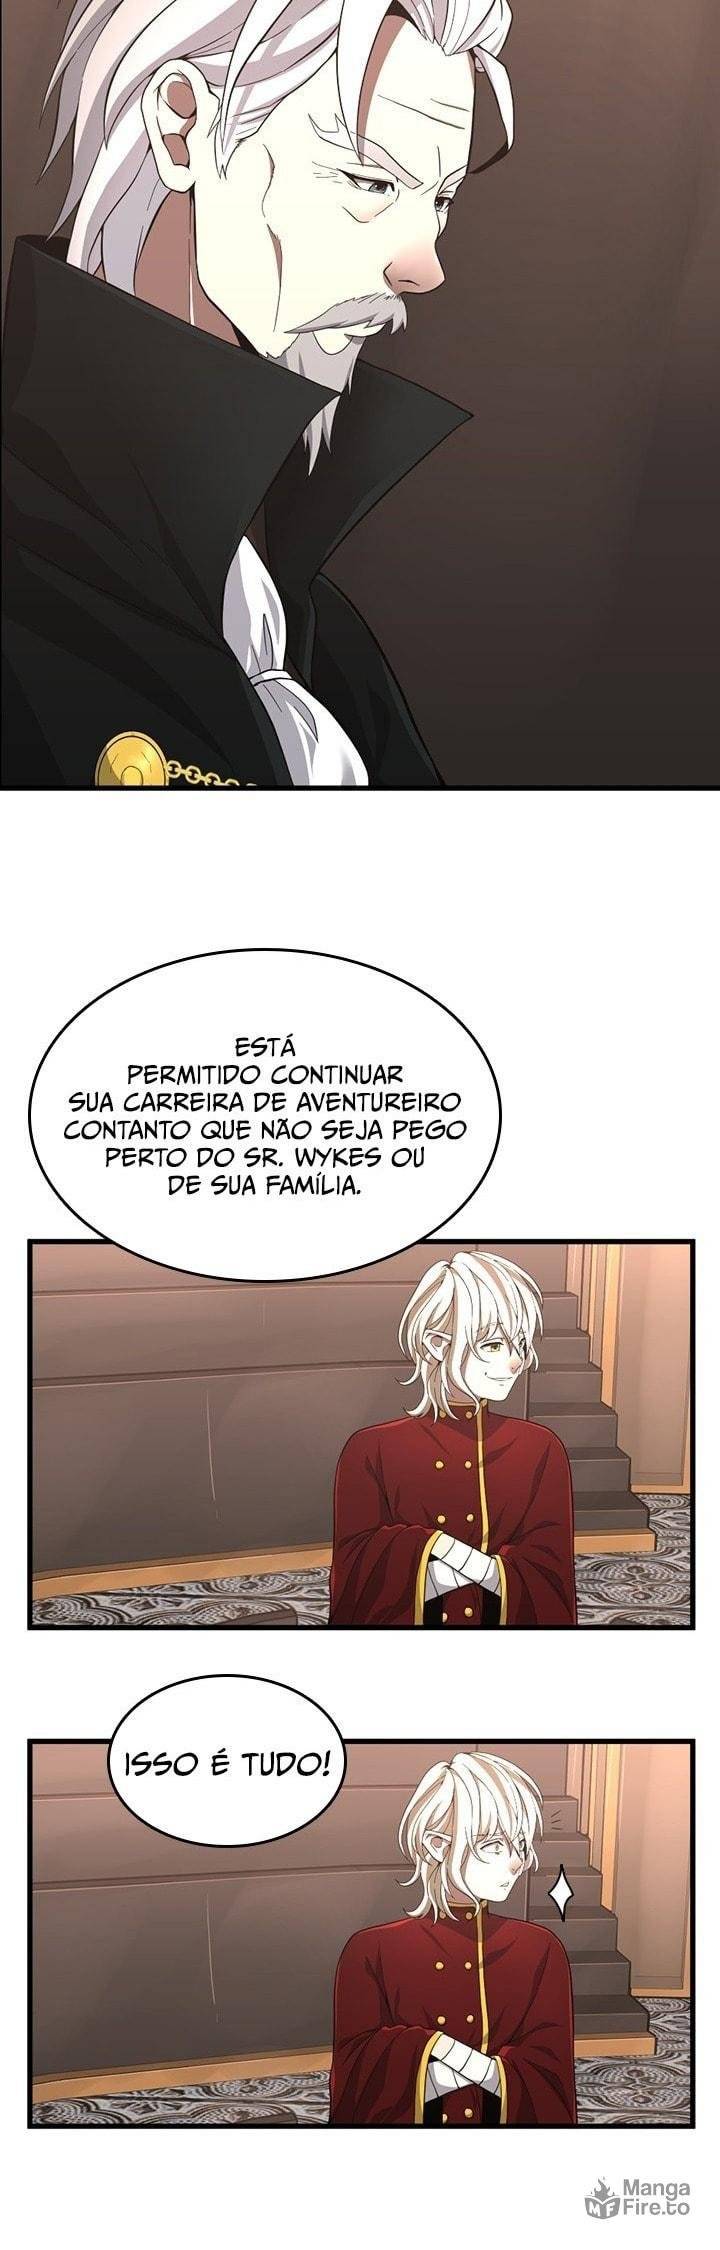 ESTÁ
PERMITIDO CONTINUAR
SUA CARREIRA DE AVENTUREIRO
CONTANTO QUE NÃO SEJA PEGO
PERTO DO SR. WYKES OU
DE SUA FAMÍLIA.
ISSO É TUDO!
Manga
MF Fire.to